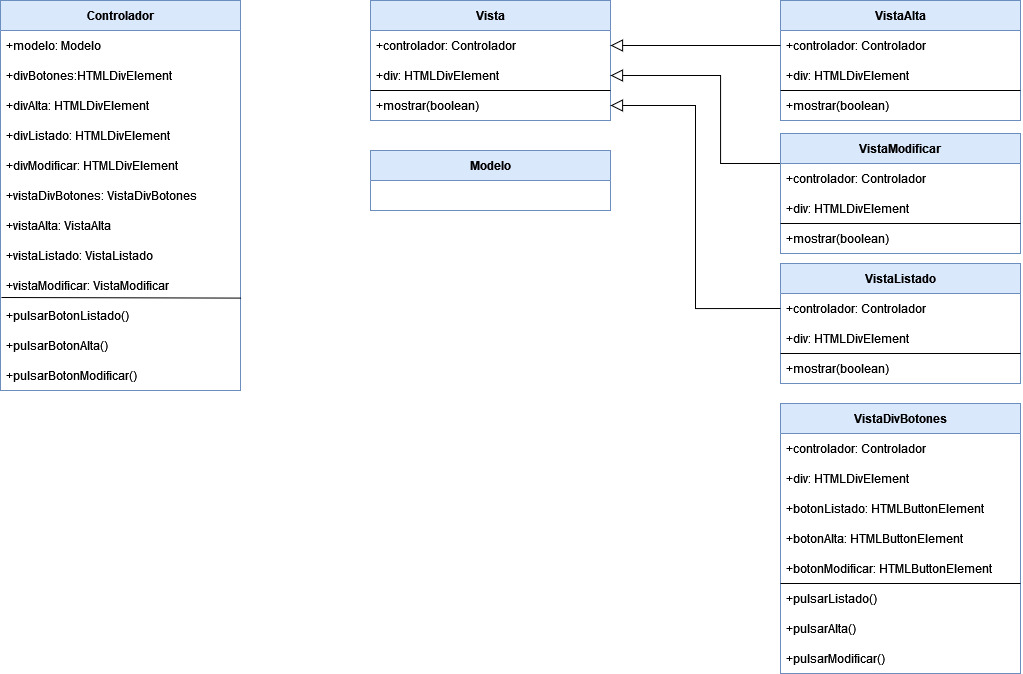 Controlador
+modelo: Modelo
+divBotones:HTMLDivElement
+divAlta: HTMLDivElement
+divListado: HTMLDivElement
+divModificar: HTMLDivElement
+vistaDivBotones: VistaDivBotones
+vistaAlta: VistaAlta
+vistaListado: VistaListado
+vistaModificar: VistaModificar
+pulsarBotonListado()
+pulsarBotonAlta()
+pulsarBotonModificar()
Vista
+controlador: Controlador
+div: HTMLDivElement
+mostrar(boolean)
Modelo
VistaAlta
+controlador: Controlador
+div: HTMLDivElement
+mostrar(boolean)
VistaModificar
+controlador: Controlador
+div: HTMLDivElement
+mostrar(boolean)
VistaListado
+controlador: Controlador
+div: HTMLDivElement
+mostrar(boolean)
VistaDivBotones
+controlador: Controlador
+div: HTMLDivElement
+botonListado: HTMLButtonElement
+botonAlta: HTMLButtonElement
+botonModificar: HTMLButtonElement
+pulsarListado()
+pulsarAlta()
+pulsarModificar()